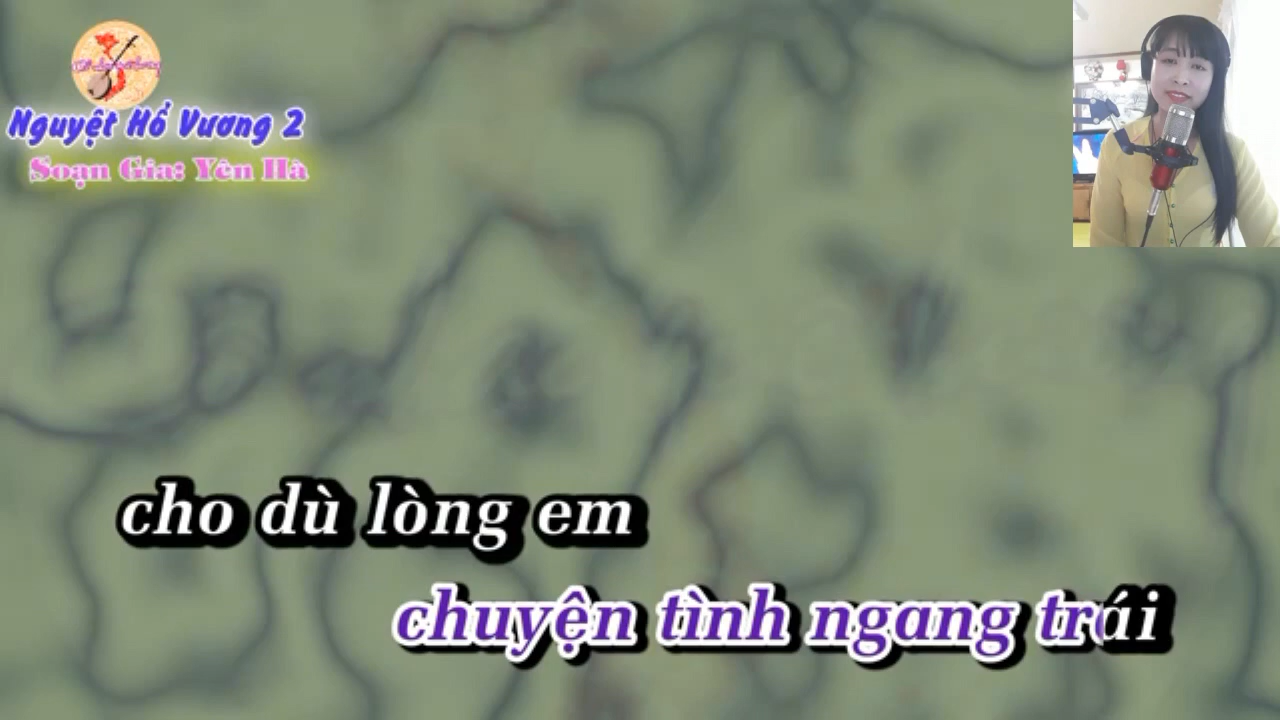 Nguyệt Hổ Vương 2
Soạn Gia: Yên Hà
cho dù lòng em
chuyện tình ngang trái